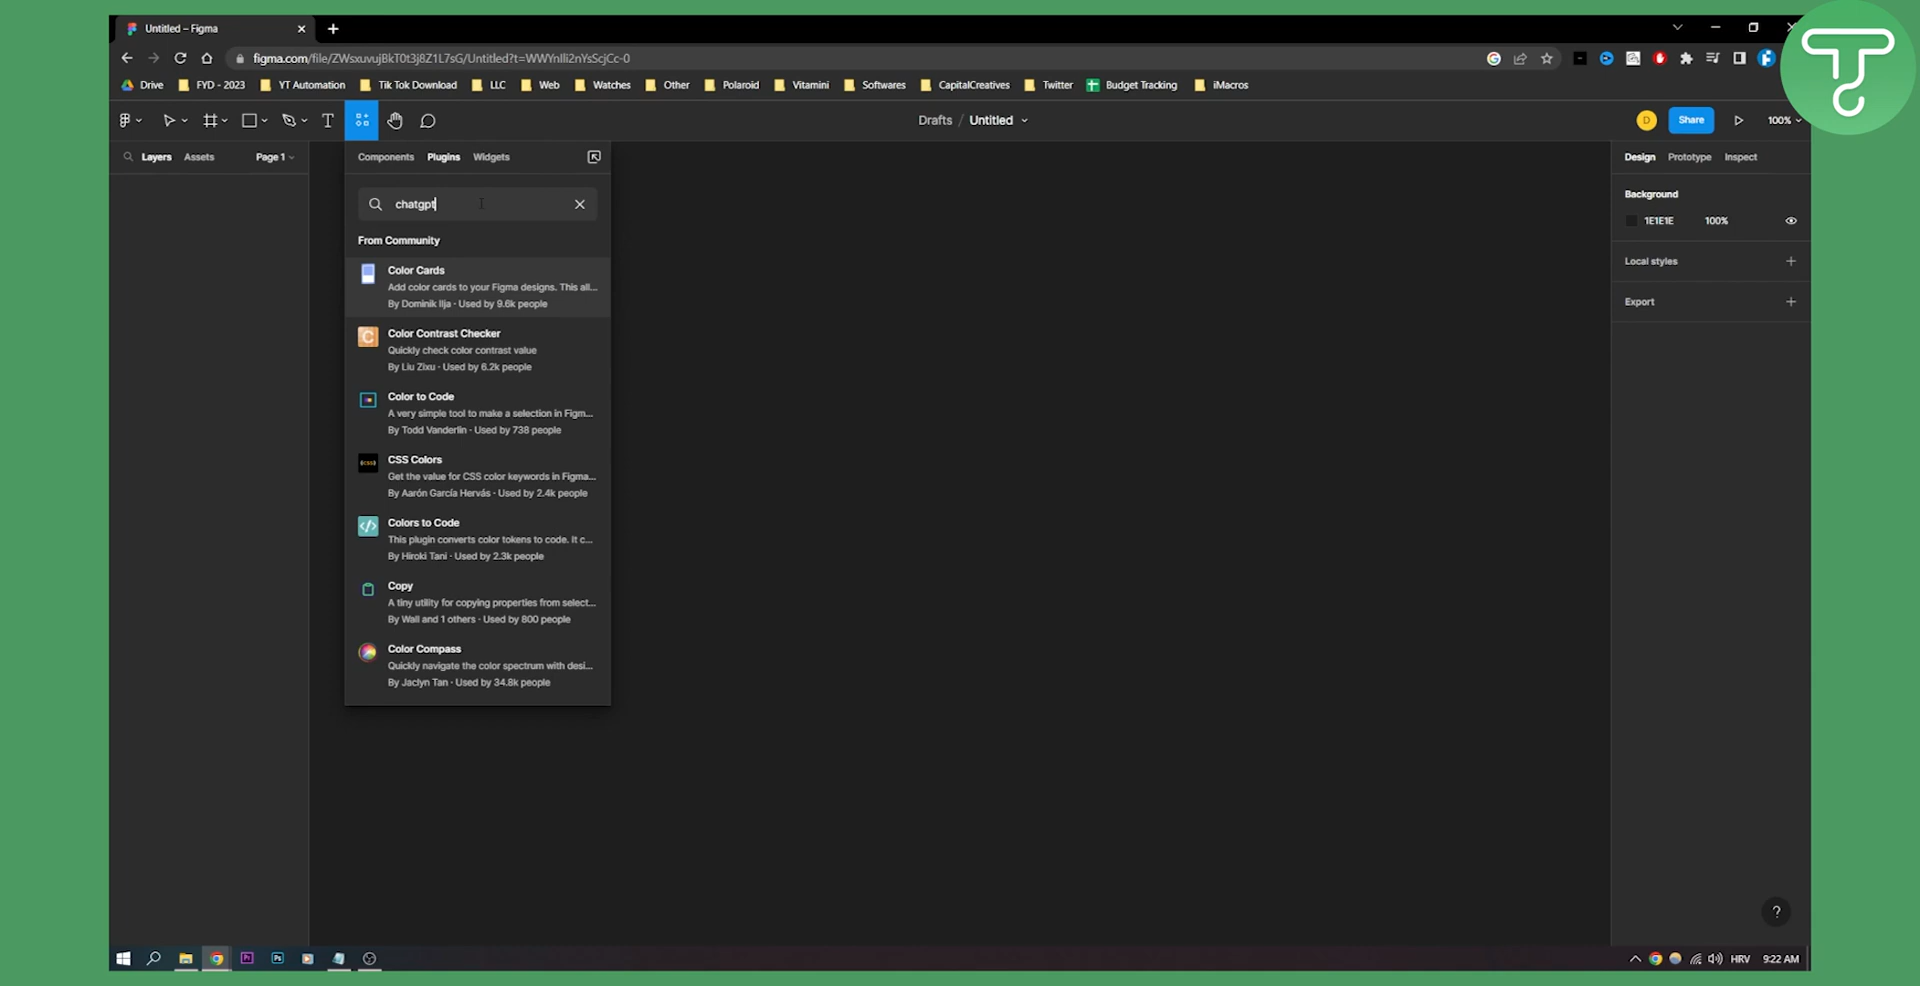 Untitled – Figma
figma.com/file/ZWsxuvujBkT0t3j8Z1L7sG/Untitled?t=WWYnlli2nYsScjCc-0
Drive FYD - 2023 YT Automation Tik Tok Download LLC Web Watches Other Polaroid Vitamini Softwares CapitalCreatives Twitter Budget Tracking iMacros
T Drafts / Untitled D Share 100%
Layers Assets Page 1
Components Plugins Widgets
Design Prototype Inspect
chatgpt
Background
1E1E1E 100%
Local styles
Export
From Community
Color Cards
Add color cards to your Figma designs. This all...
By Dominik Ilja · Used by 9.6k people
C
Color Contrast Checker
Quickly check color contrast value
By Liu Zixu · Used by 6.2k people
Color to Code
A very simple tool to make a selection in Figm...
By Todd Vanderlin · Used by 738 people
CSS Colors
Get the value for CSS color keywords in Figma...
By Aarón García Hervás · Used by 2.4k people
</>
Colors to Code
This plugin converts color tokens to code. It c...
By Hiroki Tani · Used by 2.3k people
Copy
A tiny utility for copying properties from select...
By Wall and 1 others · Used by 800 people
Color Compass
Quickly navigate the color spectrum with desi...
By Jaclyn Tan · Used by 34.8k people
?
Pr Ps HRV 9:22 AM